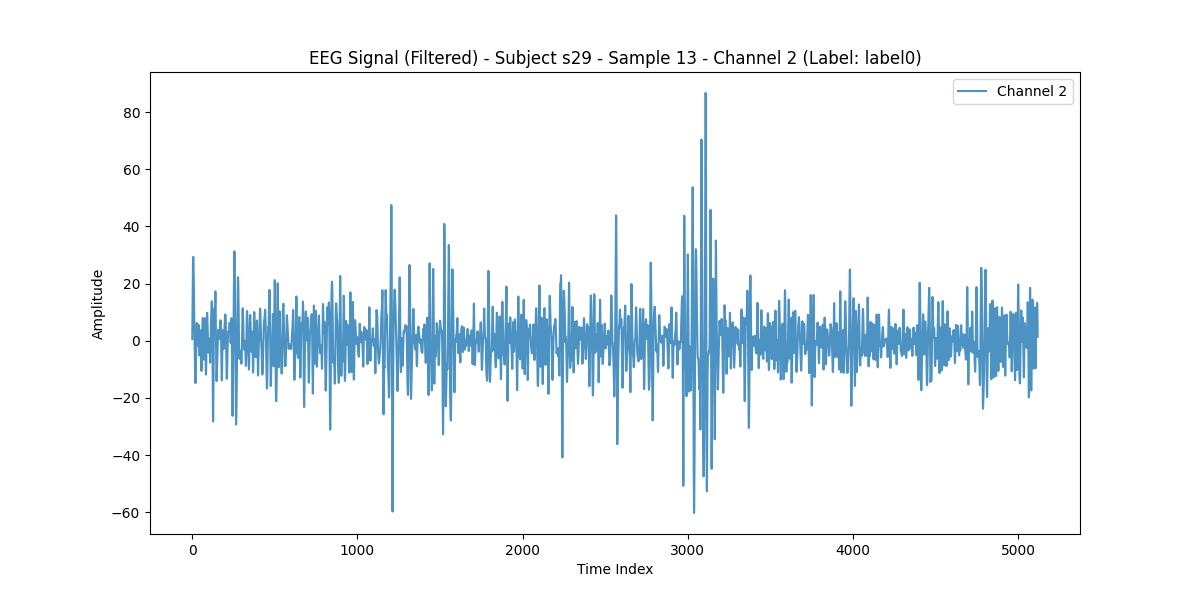 EEG Signal (Filtered) - Subject s29 - Sample 13 - Channel 2 (Label: label0)
Channel 2
80
60
40
20
0
−20
−40
−60
Amplitude
0 1000 2000 3000 4000 5000
Time Index